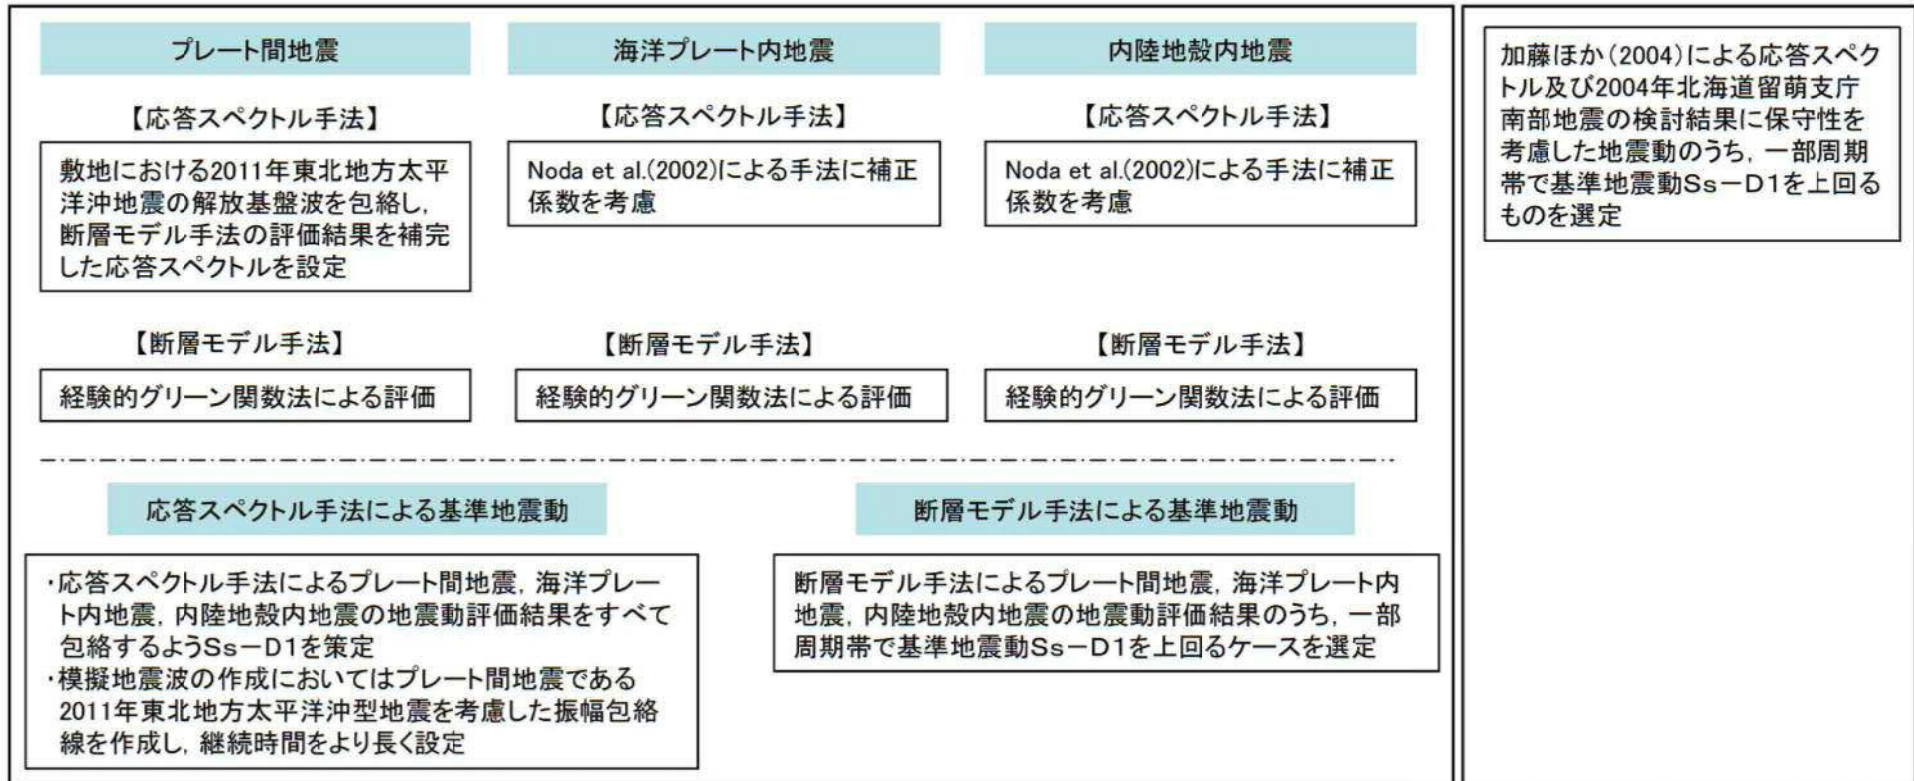 プレート間地震
【応答スペクトル手法】
敷地における2011年東北地方太平
洋沖地震の解放基盤波を包絡し,
断層モデル手法の評価結果を補完
した応答スペクトルを設定
【断層モデル手法】
経験的グリーン関数法による評価
海洋プレート内地震
【応答スペクトル手法】
Noda et al.(2002)による手法に補正
係数を考慮
【断層モデル手法】
経験的グリーン関数法による評価
内陸地殻内地震
【応答スペクトル手法】
Noda et al.(2002)による手法に補正
係数を考慮
【断層モデル手法】
経験的グリーン関数法による評価
応答スペクトル手法による基準地震動
・応答スペクトル手法によるプレート間地震, 海洋プレー
ト内地震, 内陸地殻内地震の地震動評価結果をすべて
包絡するようSs-D1を策定
・模擬地震波の作成においてはプレート間地震である
2011年東北地方太平洋沖型地震を考慮した振幅包絡
線を作成し, 継続時間をより長く設定
断層モデル手法による基準地震動
断層モデル手法によるプレート間地震, 海洋プレート内
地震, 内陸地殻内地震の地震動評価結果のうち, 一部
周期帯で基準地震動Ss-D1を上回るケースを選定
加藤ほか(2004)による応答スペク
トル及び2004年北海道留萌支庁
南部地震の検討結果に保守性を
考慮した地震動のうち, 一部周期
帯で基準地震動Ss-D1を上回る
ものを選定